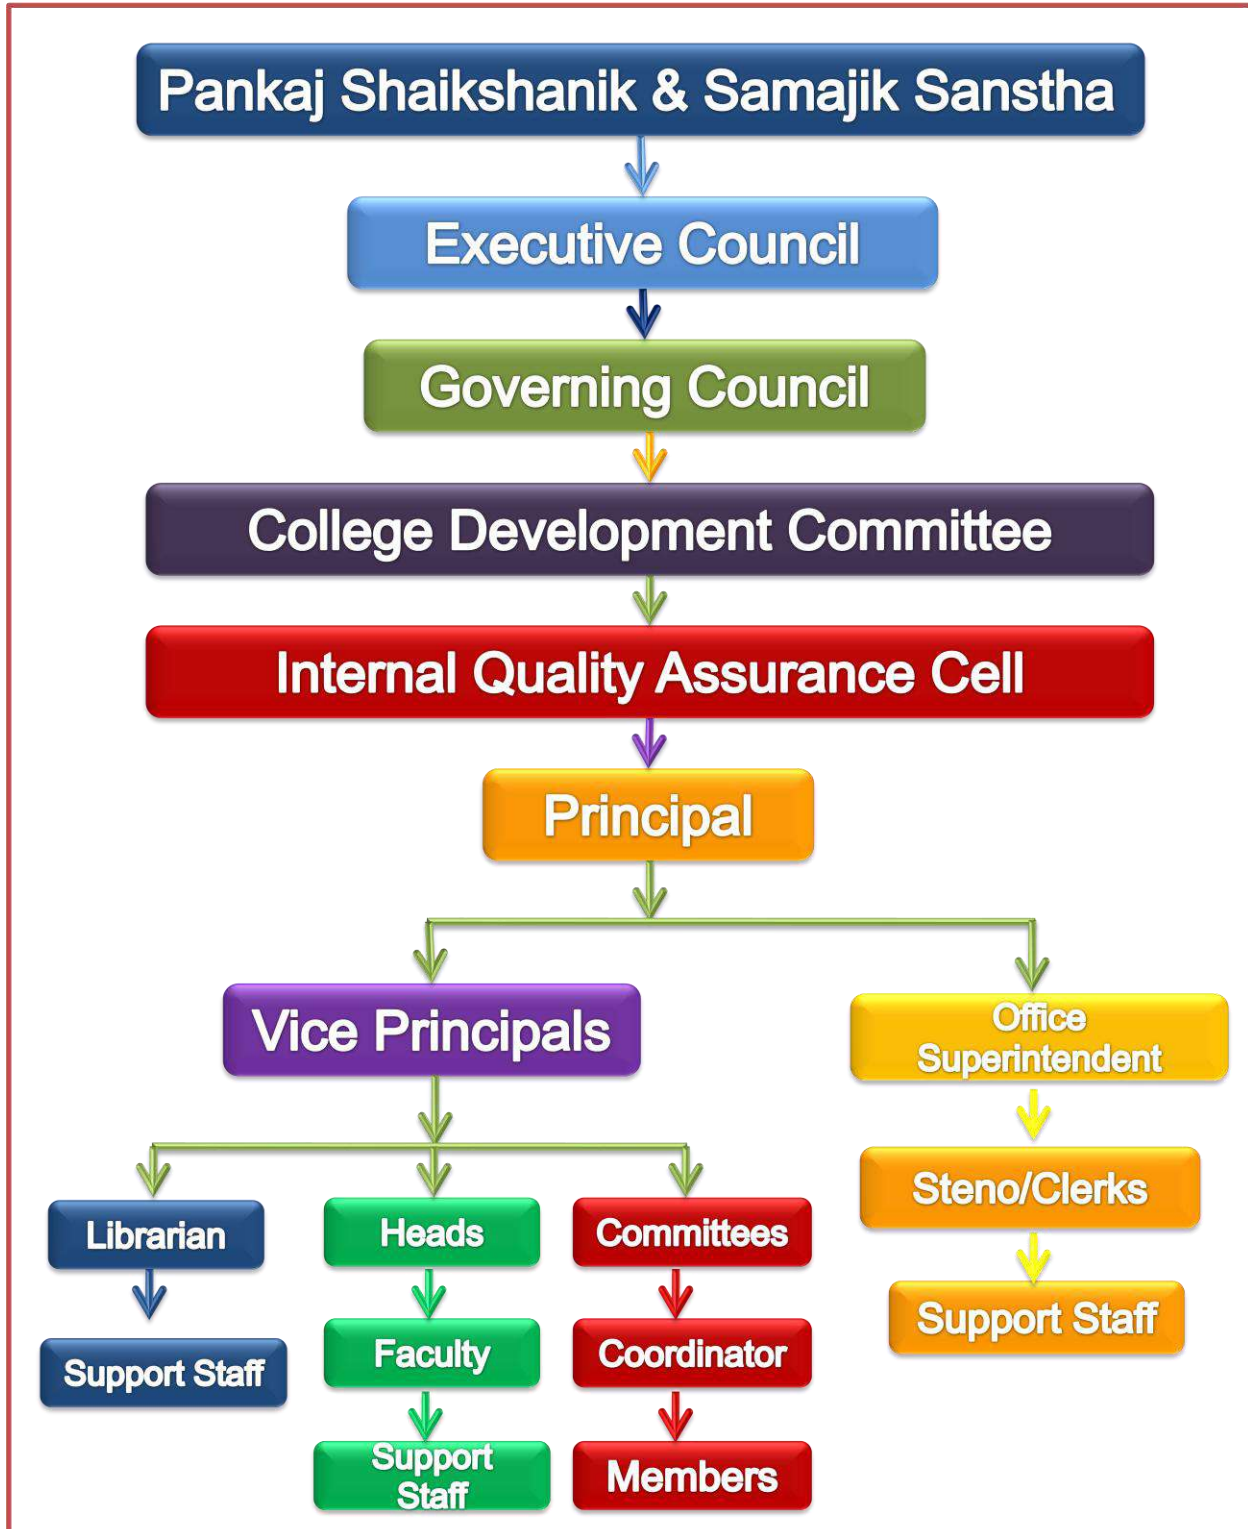 Pankaj Shaikshanik & Samajik Sanstha
Executive Council
Governing Council
College Development Committee
Internal Quality Assurance Cell
Principal
Vice Principals
Office
Superintendent
Steno/Clerks
Support Staff
Librarian
Support Staff
Heads
Faculty
Support
Staff
Committees
Coordinator
Members